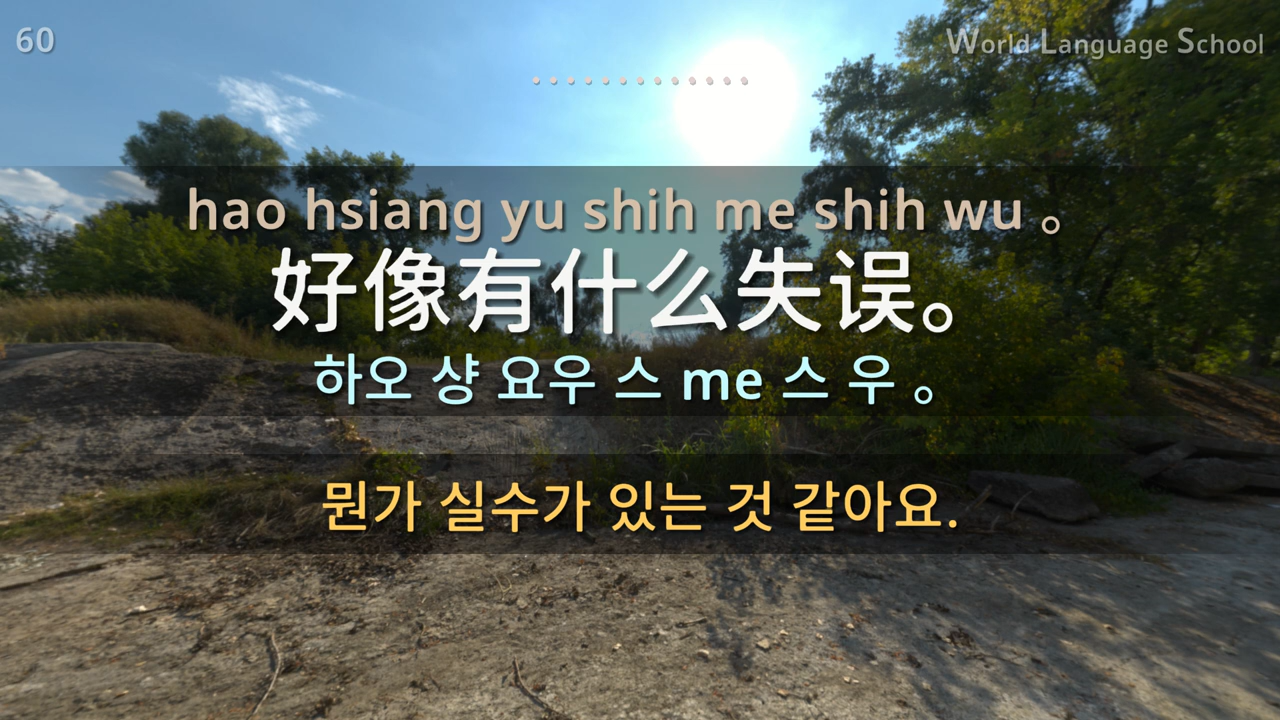 60
World Language School
hao hsiang yu shih me shih wu 。
好像有什么失误。
하오 샹 요우 스 me 스 우 。
뭔가 실수가 있는 것 같아요.